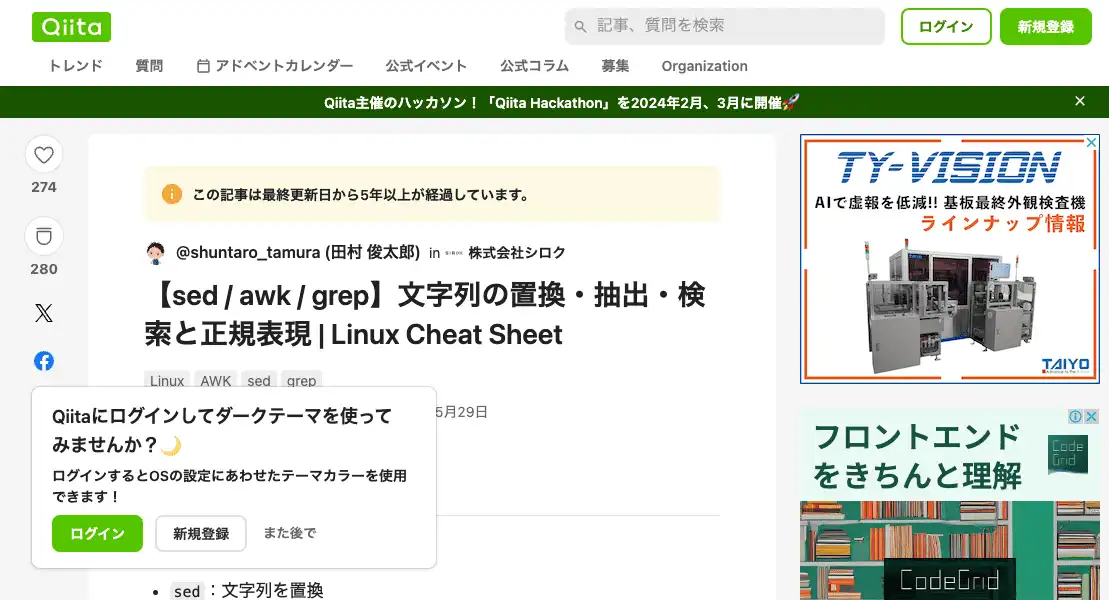 Qiita
記事、質問を検索
ログイン
新規登録
トレンド
質問
アドベントカレンダー
公式イベント
公式コラム
募集
Organization
Qiita主催のハッカソン！「Qiita Hackathon」を2024年2月、3月に開催🚀
274
280
この記事は最終更新日から5年以上が経過しています。
@shuntaro_tamura (田村 俊太郎) in 株式会社シロク
【sed / awk / grep】文字列の置換・抽出・検
索と正規表現 | Linux Cheat Sheet
Linux AWK sed grep
5月29日
Qiitaにログインしてダークテーマを使って
みませんか？🌙
ログインするとOSの設定にあわせたテーマカラーを使用
できます！
ログイン
新規登録
また後で
sed：文字列を置換
TY-VISION
AIで虚報を低減!! 基板最終外観検査機
ラインナップ情報
TAIYO
フロントエンド
をきちんと理解
Code
Grid
CodeGrid